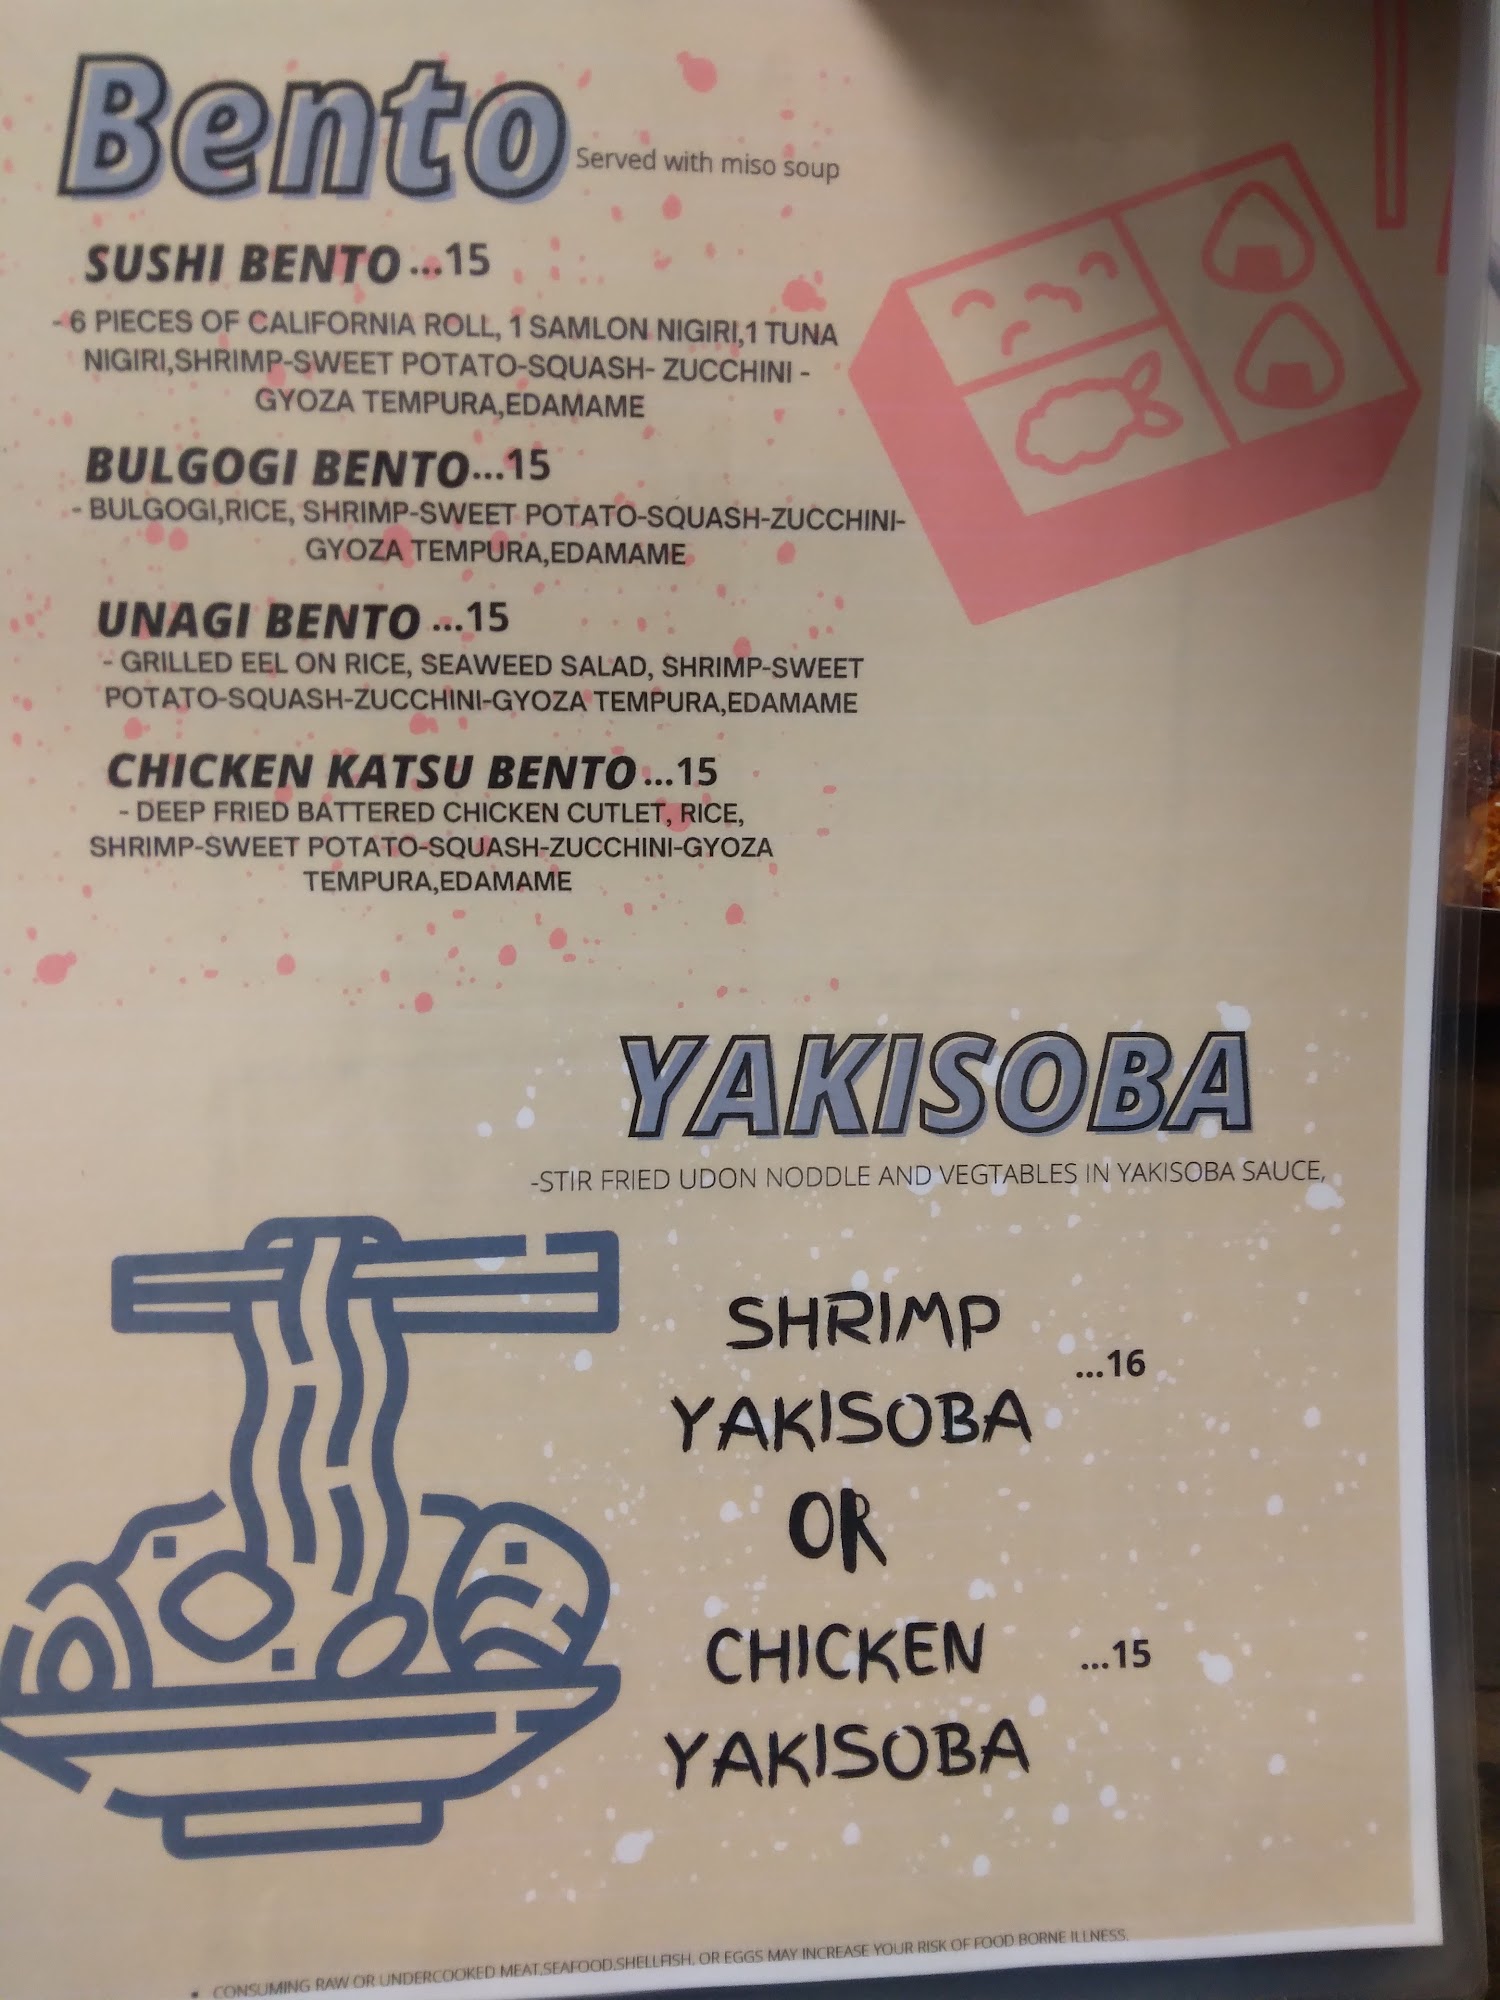 Bento Served with miso soup
SUSHI BENTO ...15
- 6 PIECES OF CALIFORNIA ROLL, 1 SAMLON NIGIRI,1 TUNA
NIGIRI,SHRIMP-SWEET POTATO-SQUASH- ZUCCHINI -
GYOZA TEMPURA,EDAMAME
BULGOGI BENTO...15
- BULGOGI,RICE, SHRIMP-SWEET POTATO-SQUASH-ZUCCHINI-
GYOZA TEMPURA,EDAMAME
UNAGI BENTO ...15
- GRILLED EEL ON RICE, SEAWEED SALAD, SHRIMP-SWEET
POTATO-SQUASH-ZUCCHINI-GYOZA TEMPURA,EDAMAME
CHICKEN KATSU BENTO ...15
- DEEP FRIED BATTERED CHICKEN CUTLET, RICE,
SHRIMP-SWEET POTATO-SQUASH-ZUCCHINI-GYOZA
TEMPURA,EDAMAME
YAKISOBA
-STIR FRIED UDON NODDLE AND VEGTABLES IN YAKISOBA SAUCE,
SHRIMP
...16
YAKISOBA
OR
CHICKEN ...15
YAKISOBA
• CONSUMING RAW OR UNDERCOOKED MEAT,SEAFOOD,SHELLFISH, OR EGGS MAY INCREASE YOUR RISK OF FOOD BORNE ILLNESS.